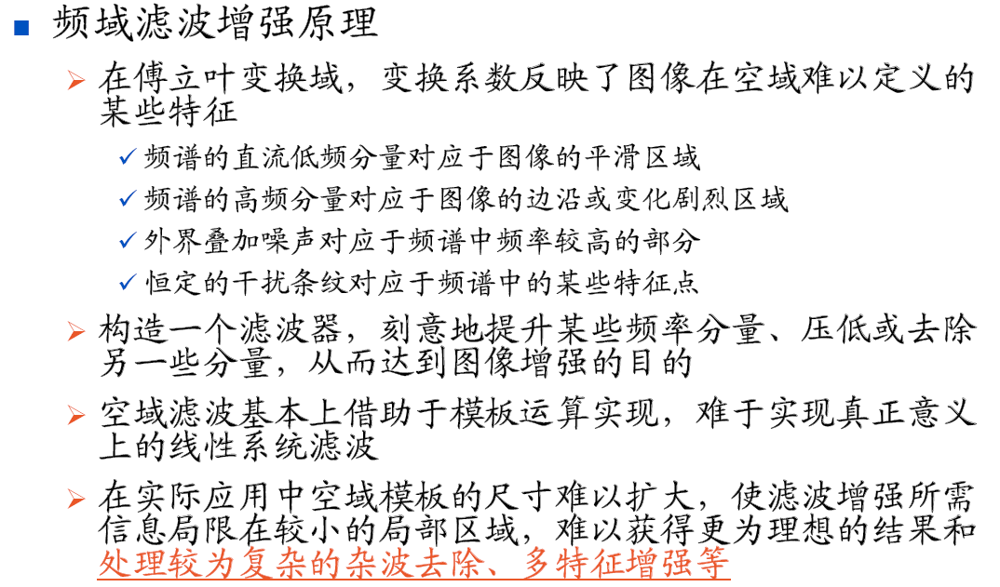 频域滤波增强原理
在傅立叶变换域，变换系数反映了图像在空域难以定义的
某些特征
频谱的直流低频分量对应于图像的平滑区域
频谱的高频分量对应于图像的边沿或变化剧烈区域
外界叠加噪声对应于频谱中频率较高的部分
恒定的干扰条纹对应于频谱中的某些特征点
构造一个滤波器，刻意地提升某些频率分量、压低或去除
另一些分量，从而达到图像增强的目的
空域滤波基本上借助于模板运算实现，难于实现真正意义
上的线性系统滤波
在实际应用中空域模板的尺寸难以扩大，使滤波增强所需
信息局限在较小的局部区域，难以获得更为理想的结果和
处理较为复杂的杂波去除、多特征增强等